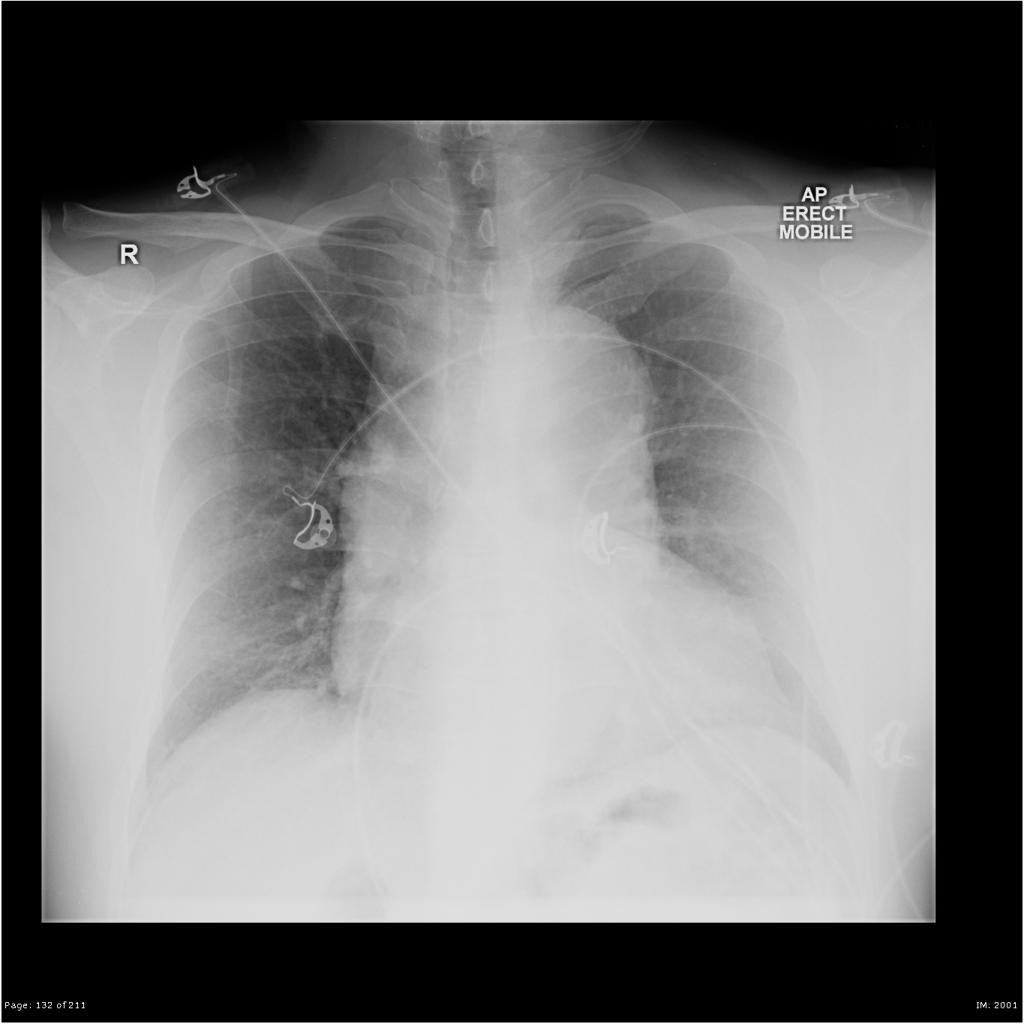 AP
ERECT
MOBILE
R
Page: 132 of 211
IM: 2001